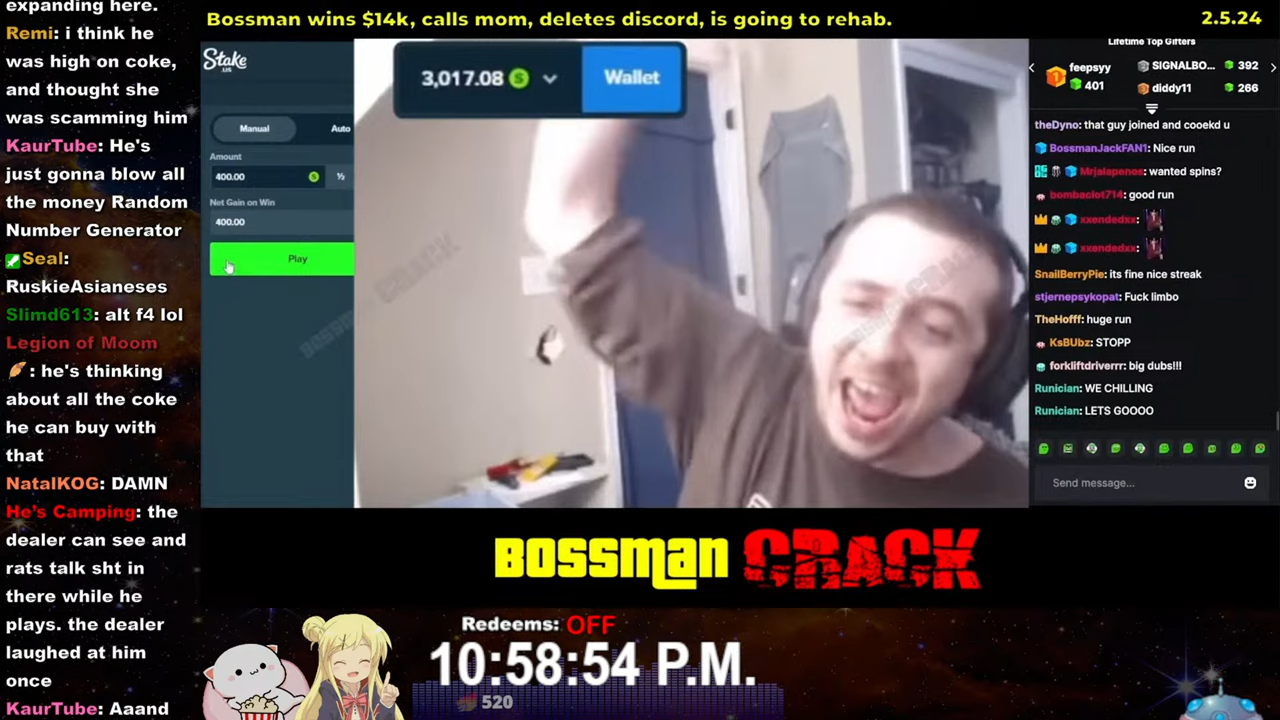 Bossman wins $14k, calls mom, deletes discord, is going to rehab.
2.5.24
expanding here.
Remi: i think he
was high on coke,
and thought she
was scamming him
KaurTube: He's
just gonna blow all
the money Random
Number Generator
Seal:
RuskieAsianeses
Slimd613: alt f4 lol
Legion of Moom
: he's thinking
about all the coke
he can buy with
that
NatalKOG: DAMN
He's Camping: the
dealer can see and
rats talk sht in
there while he
plays. the dealer
laughed at him
once
KaurTube: Aaand
Stake
.US
Manual
Auto
Amount
400.00
½
Net Gain on Win
400.00
Play
3,017.08
Wallet
CRACK
BOSSM
Lifetime Top Gifters
feepsyy
401
SIGNALBO...
392
diddy11
266
theDyno: that guy joined and cooekd u
BossmanJackFAN1: Nice run
Mrjalapenos: wanted spins?
bombaclot714: good run
xxendedxx:
xxendedxx:
SnailBerryPie: its fine nice streak
stjernepsykopat: Fuck limbo
TheHofff: huge run
KsBUbz: STOPP
forkliftdriverrr: big dubs!!!
Runician: WE CHILLING
Runician: LETS GOOOO
Send message...
BOSSMAN CRACK
Redeems: OFF
10:58:54 P.M.
520